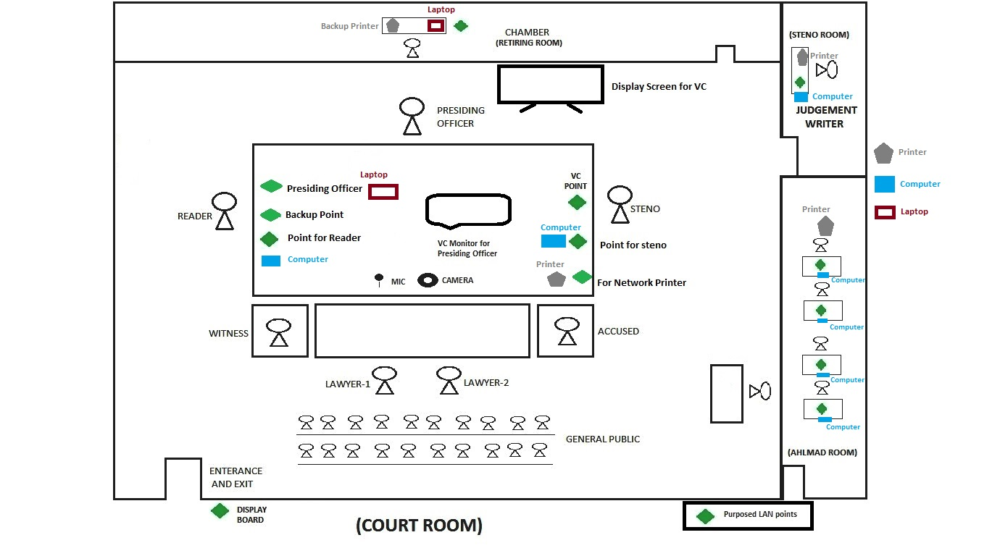 Laptop
Backup Printer
CHAMBER
(RETIRING ROOM)
(STENO ROOM)
Printer
Display Screen for VC
Computer
JUDGEMENT
WRITER
PRESIDING
OFFICER
Printer
Computer
Laptop
Laptop
VC
POINT
Presiding Officer
READER
Backup Point
STENO
Point for Reader
Computer
VC Monitor for
Presiding Officer
Computer
Point for steno
Printer
MIC
CAMERA
For Network Printer
Printer
Computer
Computer
Computer
Computer
(AHLMAD ROOM)
WITNESS
ACCUSED
LAWYER-1
LAWYER-2
GENERAL PUBLIC
ENTERANCE
AND EXIT
DISPLAY
BOARD
(COURT ROOM)
Purposed LAN points